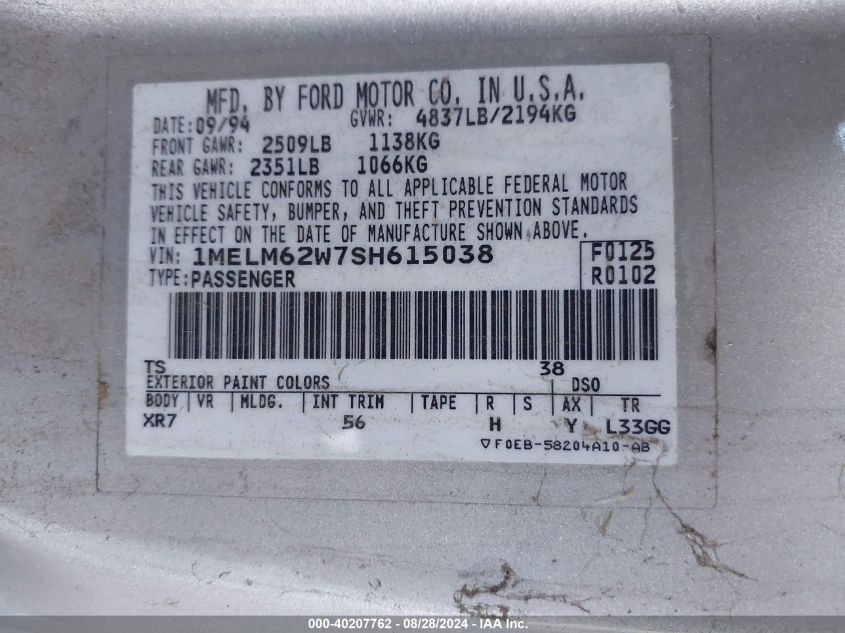 MFD. BY FORD MOTOR CO. IN U.S.A.
DATE: 09/94 GVWR: 4837LB/2194KG
FRONT GAWR: 2509LB 1138KG
REAR GAWR: 2351LB 1066KG
THIS VEHICLE CONFORMS TO ALL APPLICABLE FEDERAL MOTOR
VEHICLE SAFETY, BUMPER, AND THEFT PREVENTION STANDARDS
IN EFFECT ON THE DATE OF MANUFACTURE SHOWN ABOVE.
VIN: 1MELM62W7SH615038 F0125
TYPE: PASSENGER R0102
TS 38
EXTERIOR PAINT COLORS DSO
BODY VR MLDG. INT TRIM TAPE R S AX TR
XR7 56 H Y L33GG
▽F0EB-58204A10-AB
000-40207762 - 08/28/2024 - IAA Inc.